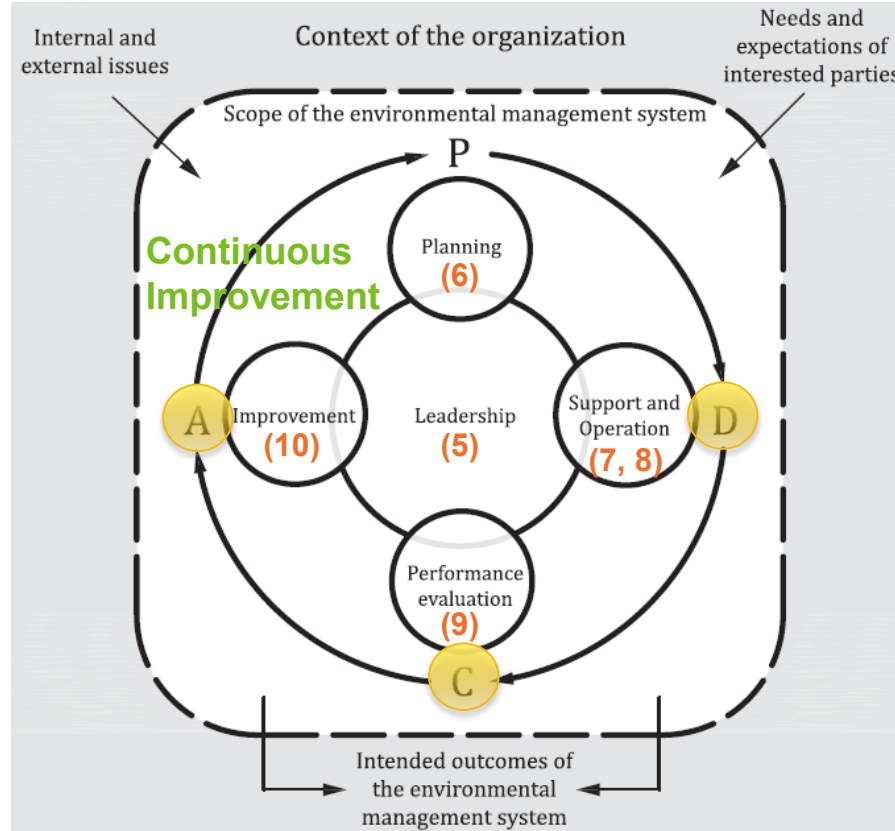 Internal and
external issues
Context of the organization
Needs and
expectations of
interested parties
Scope of the environmental management system
P
Continuous
Improvement
Planning
(6)
A
Improvement
(10)
Leadership
(5)
Support and
Operation
(7, 8)
D
Performance
evaluation
(9)
C
Intended outcomes of
the environmental
management system